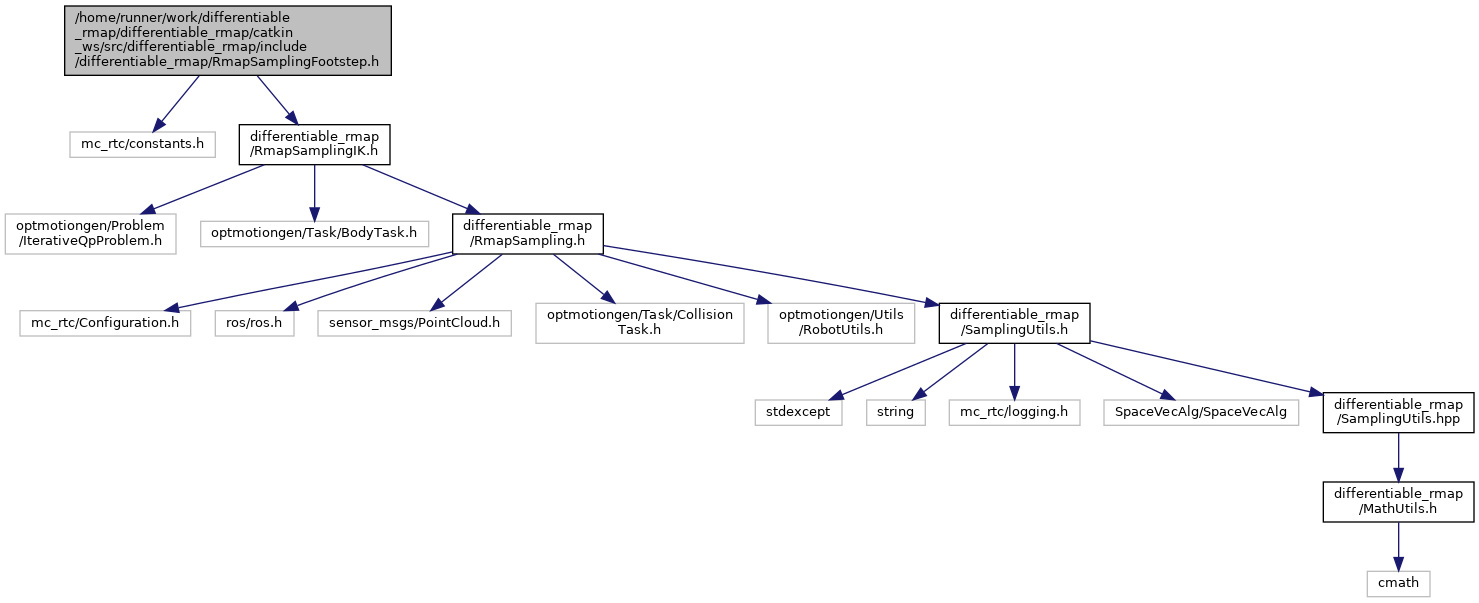 /home/runner/work/differentiable
_rmap/differentiable_rmap/catkin
_ws/src/differentiable_rmap/include
/differentiable_rmap/RmapSamplingFootstep.h
mc_rtc/constants.h
differentiable_rmap
/RmapSamplingIK.h
optmotiongen/Problem
/IterativeQpProblem.h
optmotiongen/Task/BodyTask.h
differentiable_rmap
/RmapSampling.h
mc_rtc/Configuration.h
ros/ros.h
sensor_msgs/PointCloud.h
optmotiongen/Task/Collision
Task.h
optmotiongen/Utils
/RobotUtils.h
differentiable_rmap
/SamplingUtils.h
stdexcept
string
mc_rtc/logging.h
SpaceVecAlg/SpaceVecAlg
differentiable_rmap
/SamplingUtils.hpp
differentiable_rmap
/MathUtils.h
cmath